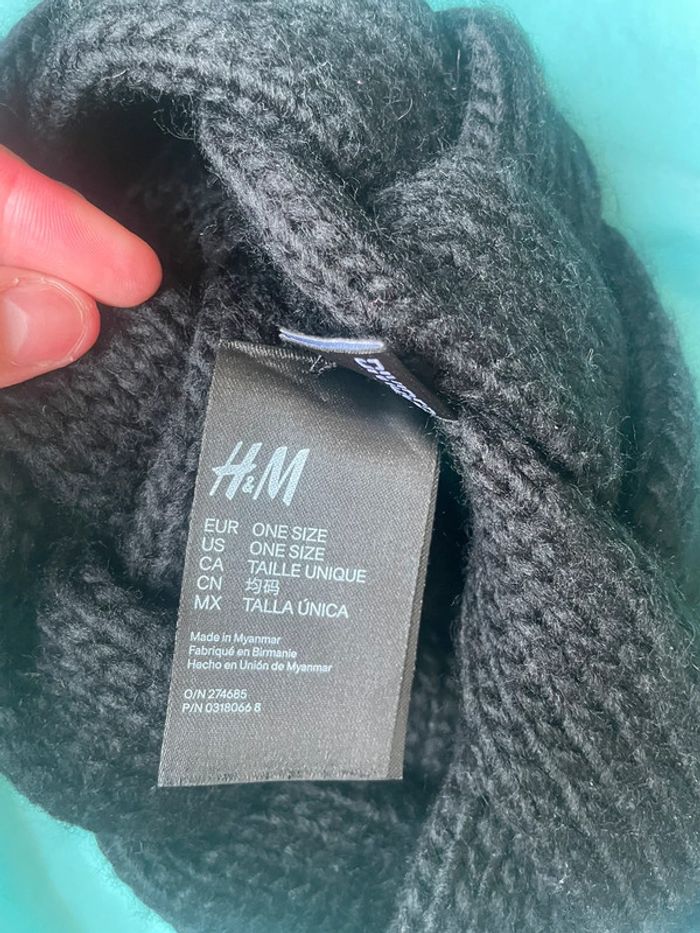 H&M
EUR ONE SIZE
US ONE SIZE
CA TAILLE UNIQUE
CN 均码
MX TALLA ÚNICA
Made in Myanmar
Fabriqué en Birmanie
Hecho en Unión de Myanmar
O/N 274685
P/N 0318066 8